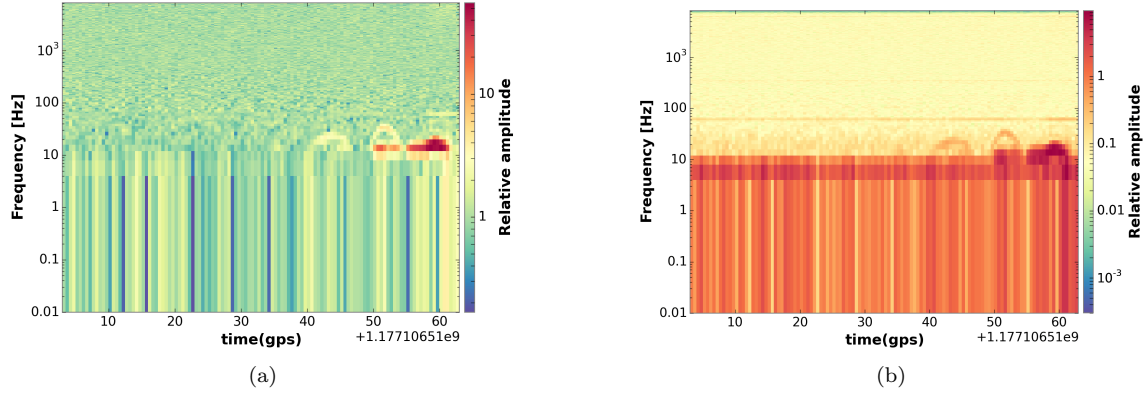 10³
100
10
1
0.1
0.01
Frequency [Hz]
10 20 30 40 50 60
time(gps)
+1.17710651e9
10
1
Relative amplitude
(a)
10³
100
10
1
0.1
0.01
Frequency [Hz]
10 20 30 40 50 60
time(gps)
+1.17710651e9
1
0.1
0.01
10⁻³
Relative amplitude
(b)